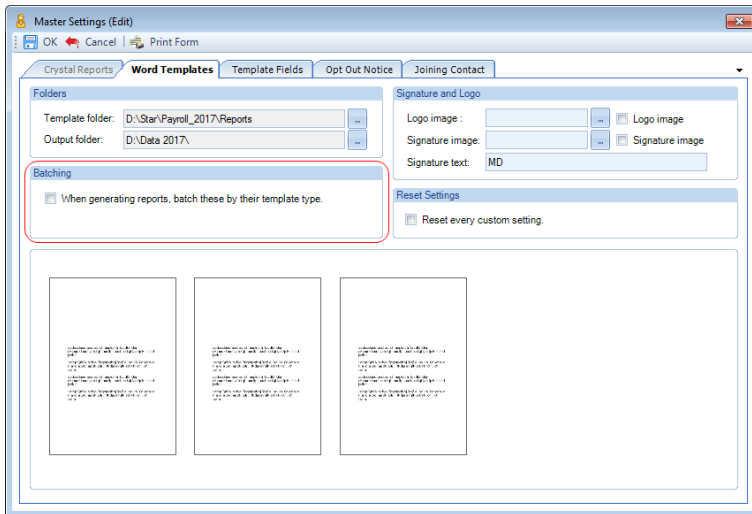 Master Settings (Edit)
OK Cancel Print Form
Crystal Reports Word Templates Template Fields Opt Out Notice Joining Contact
Folders
Template folder: D:\Star\Payroll_2017\Reports ...
Output folder: D:\Data 2017\ ...
Signature and Logo
Logo image : ... Logo image
Signature image: ... Signature image
Signature text: MD
Batching
When generating reports, batch these by their template type.
Reset Settings
Reset every custom setting.